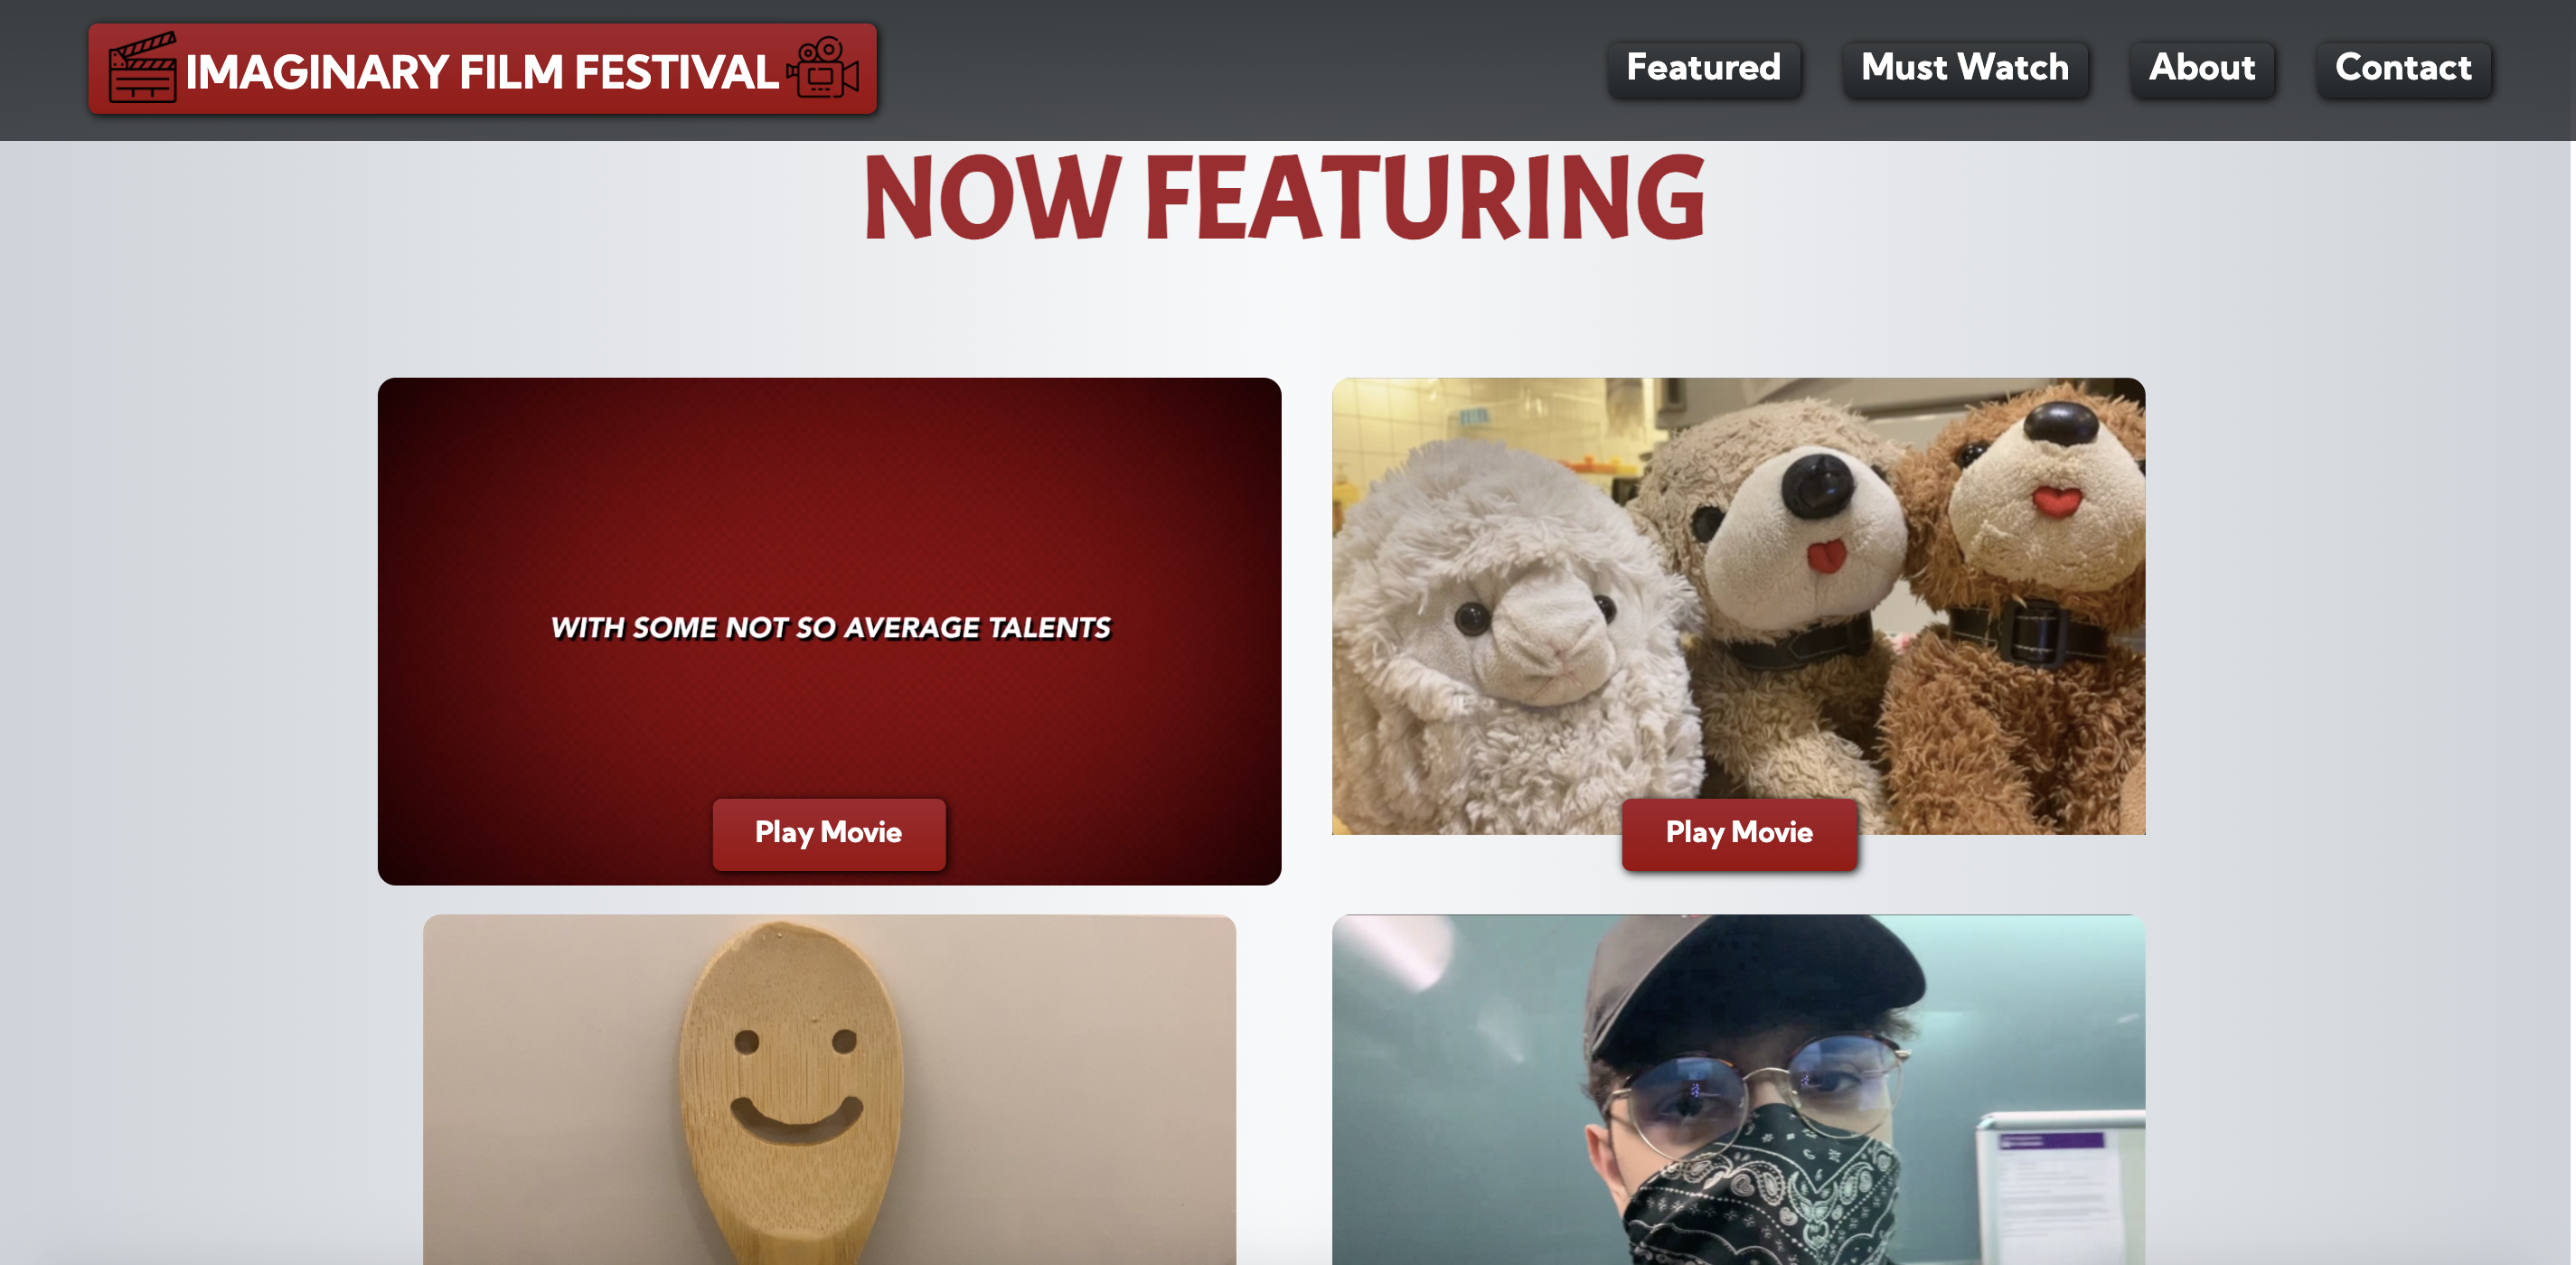 IMAGINARY FILM FESTIVAL
Featured
Must Watch
About
Contact
NOW FEATURING
WITH SOME NOT SO AVERAGE TALENTS
Play Movie
Play Movie